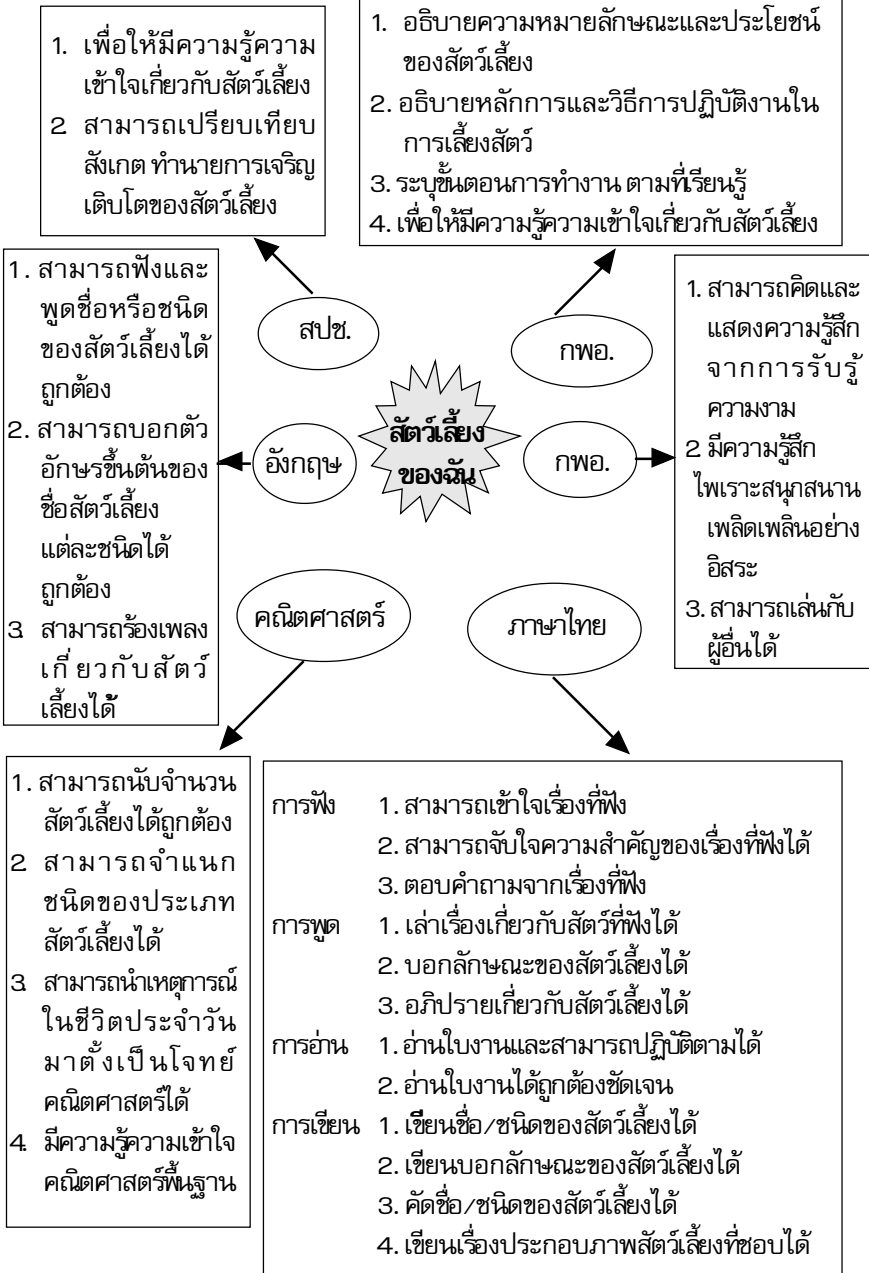 1. เพื่อให้มีความรู้ความ
เข้าใจเกี่ยวกับสัตว์เลี้ยง
2. สามารถเปรียบเทียบ
สังเกต ทำนายการเจริญ
เติบโตของสัตว์เลี้ยง
1. อธิบายความหมายลักษณะและประโยชน์
ของสัตว์เลี้ยง
2. อธิบายหลักการและวิธีการปฏิบัติงานใน
การเลี้ยงสัตว์
3. ระบุขั้นตอนการทำงาน ตามที่เรียนรู้
4. เพื่อให้มีความรู้ความเข้าใจเกี่ยวกับสัตว์เลี้ยง
สปช.
กพอ.
1. สามารถฟังและ
พูดชื่อหรือชนิด
ของสัตว์เลี้ยงได้
ถูกต้อง
2. สามารถบอกตัว
อักษรขึ้นต้นของ
ชื่อสัตว์เลี้ยง
แต่ละชนิดได้
ถูกต้อง
3. สามารถร้องเพลง
เกี่ยวกับสัตว์
เลี้ยงได้
อังกฤษ
สัตว์เลี้ยง
ของฉัน
กพอ.
1. สามารถคิดและ
แสดงความรู้สึก
จากการรับรู้
ความงาม
2. มีความรู้สึก
ไพเราะสนุกสนาน
เพลิดเพลินอย่าง
อิสระ
3. สามารถเล่นกับ
ผู้อื่นได้
คณิตศาสตร์
ภาษาไทย
1. สามารถนับจำนวน
สัตว์เลี้ยงได้ถูกต้อง
2. สามารถจำแนก
ชนิดของประเภท
สัตว์เลี้ยงได้
3. สามารถนำเหตุการณ์
ในชีวิตประจำวัน
มาตั้งเป็นโจทย์
คณิตศาสตร์ได้
4. มีความรู้ความเข้าใจ
คณิตศาสตร์พื้นฐาน
การฟัง 1. สามารถเข้าใจเรื่องที่ฟัง
2. สามารถจับใจความสำคัญของเรื่องที่ฟังได้
3. ตอบคำถามจากเรื่องที่ฟัง
การพูด 1. เล่าเรื่องเกี่ยวกับสัตว์ที่ฟังได้
2. บอกลักษณะของสัตว์เลี้ยงได้
3. อภิปรายเกี่ยวกับสัตว์เลี้ยงได้
การอ่าน 1. อ่านใบงานและสามารถปฏิบัติตามได้
2. อ่านใบงานได้ถูกต้องชัดเจน
การเขียน 1. เขียนชื่อ/ชนิดของสัตว์เลี้ยงได้
2. เขียนบอกลักษณะของสัตว์เลี้ยงได้
3. คัดชื่อ/ชนิดของสัตว์เลี้ยงได้
4. เขียนเรื่องประกอบภาพสัตว์เลี้ยงที่ชอบได้